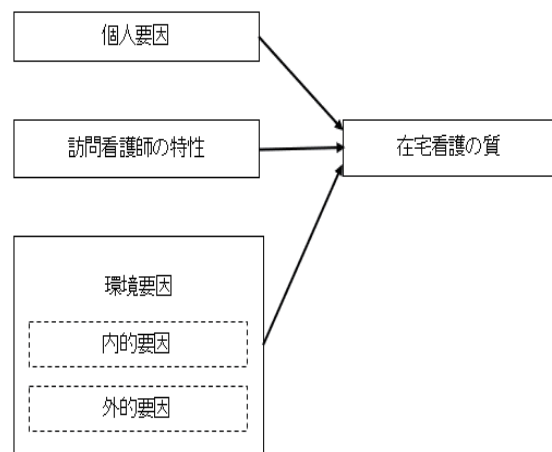 個人要因
訪問看護師の特性
在宅看護の質
環境要因
内的要因
外的要因